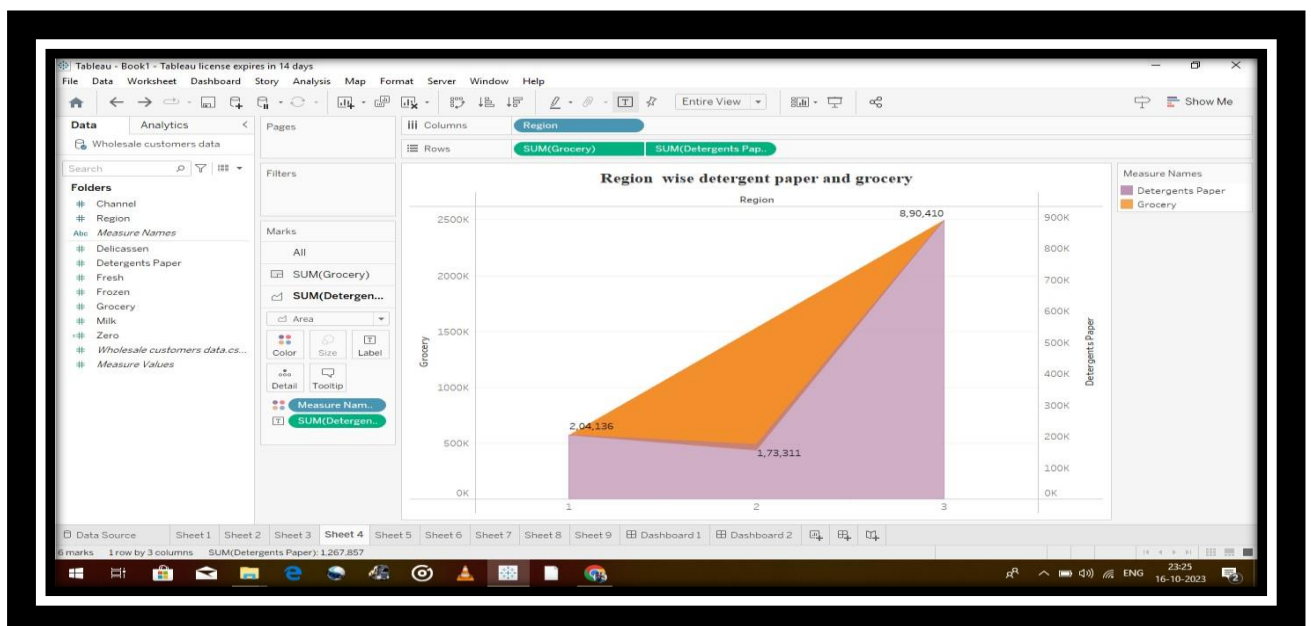 Tableau - Book1 - Tableau license expires in 14 days
File Data Worksheet Dashboard Story Analysis Map Format Server Window Help
Entire View
Show Me
Data Analytics
Wholesale customers data
Search
Folders
Channel
Region
Abc Measure Names
Delicassen
Detergents Paper
Fresh
Frozen
Grocery
Milk
Zero
Wholesale customers data.cs...
Measure Values
Pages
Filters
Marks
All
SUM(Grocery)
SUM(Detergen...
Area
Color Size Label
Detail Tooltip
Measure Nam..
SUM(Detergen..
Columns Region
Rows SUM(Grocery) SUM(Detergents Pap..
Region wise detergent paper and grocery
Region
2500K
2000K
1500K
1000K
500K
0K
Grocery
2,04,136
1,73,311
8,90,410
1 2 3
900K
800K
700K
600K
500K
400K
300K
200K
100K
0K
Detergents Paper
Measure Names
Detergents Paper
Grocery
Data Source Sheet 1 Sheet 2 Sheet 3 Sheet 4 Sheet 5 Sheet 6 Sheet 7 Sheet 8 Sheet 9 Dashboard 1 Dashboard 2
6 marks 1 row by 3 columns SUM(Detergents Paper): 1,267,857
ENG
23:25
16-10-2023
2